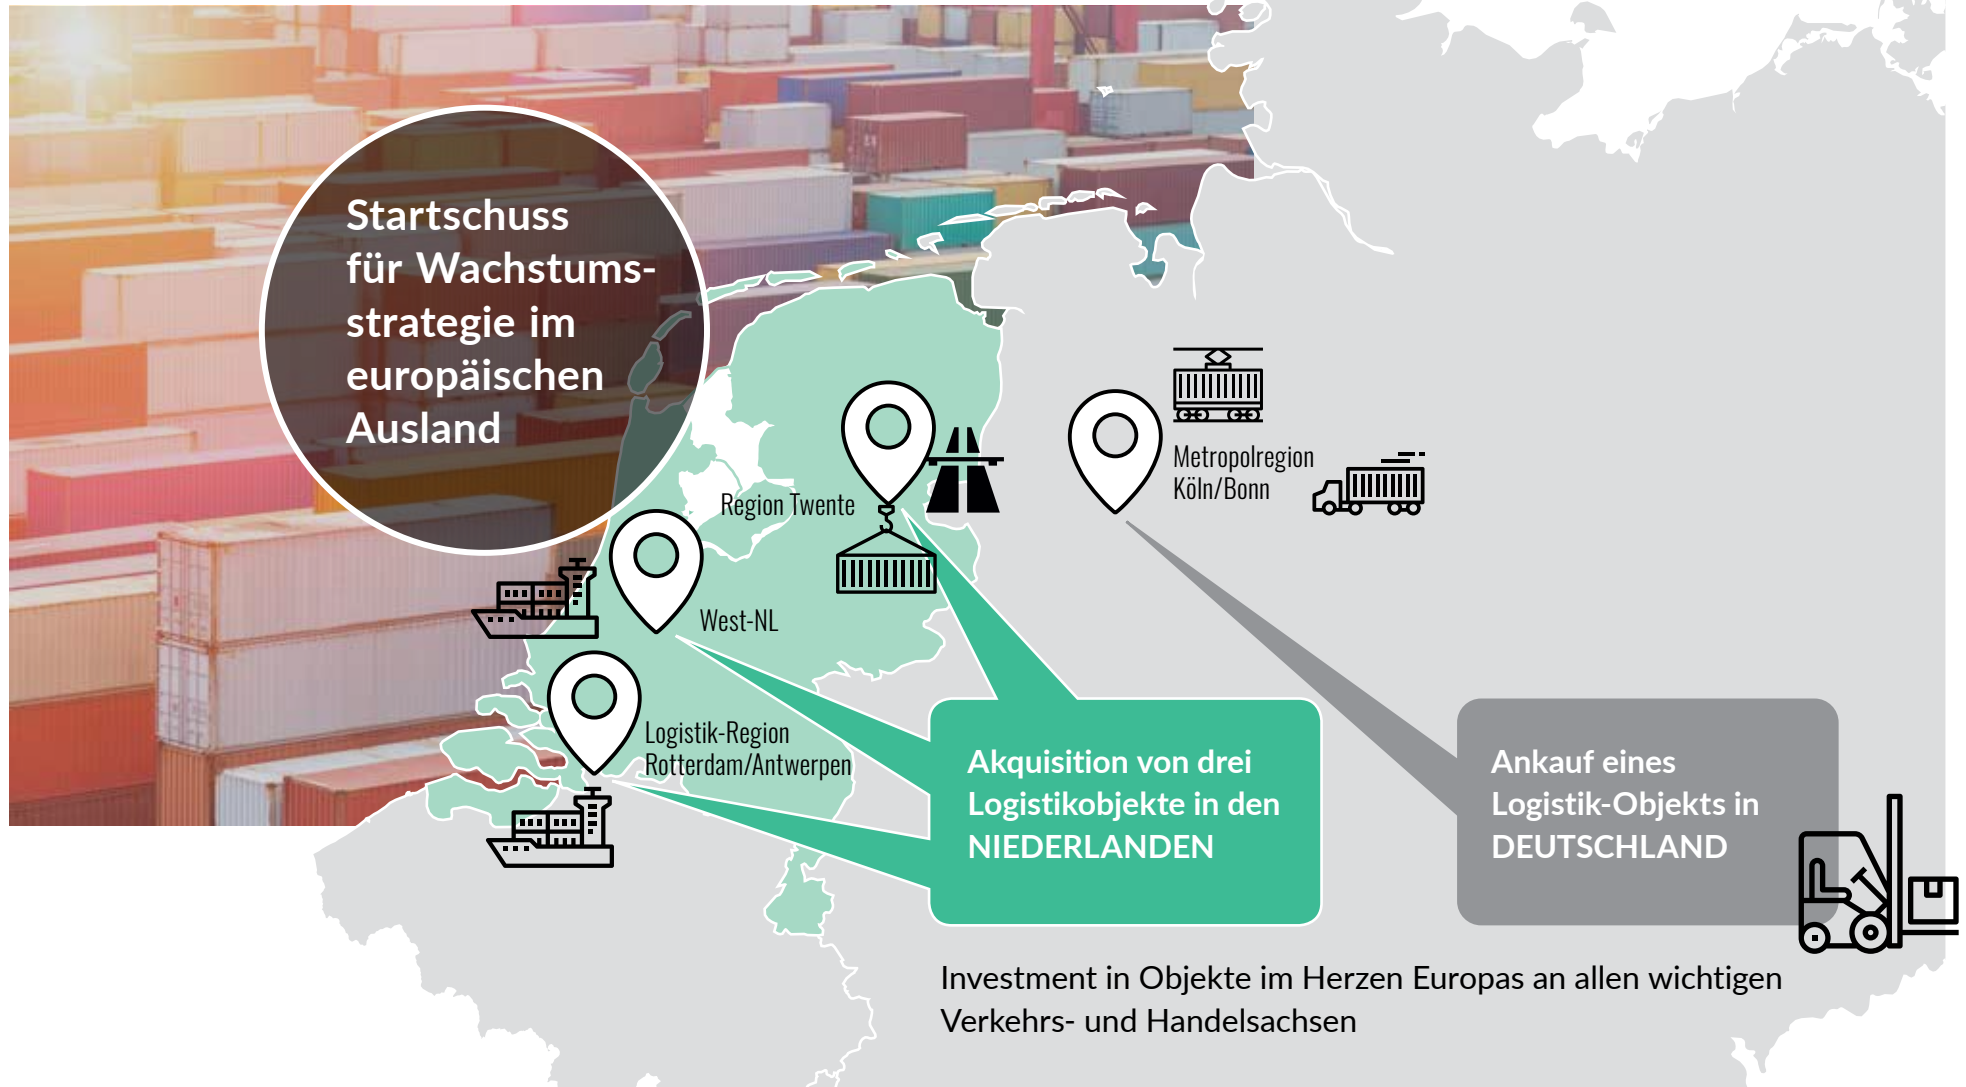 Startschuss
für Wachstums-
strategie im
europäischen
Ausland
Metropolregion
Köln/Bonn
Region Twente
West-NL
Logistik-Region
Rotterdam/Antwerpen
Akquisition von drei
Logistikobjekte in den
NIEDERLANDEN
Ankauf eines
Logistik-Objekts in
DEUTSCHLAND
Investment in Objekte im Herzen Europas an allen wichtigen
Verkehrs- und Handelsachsen